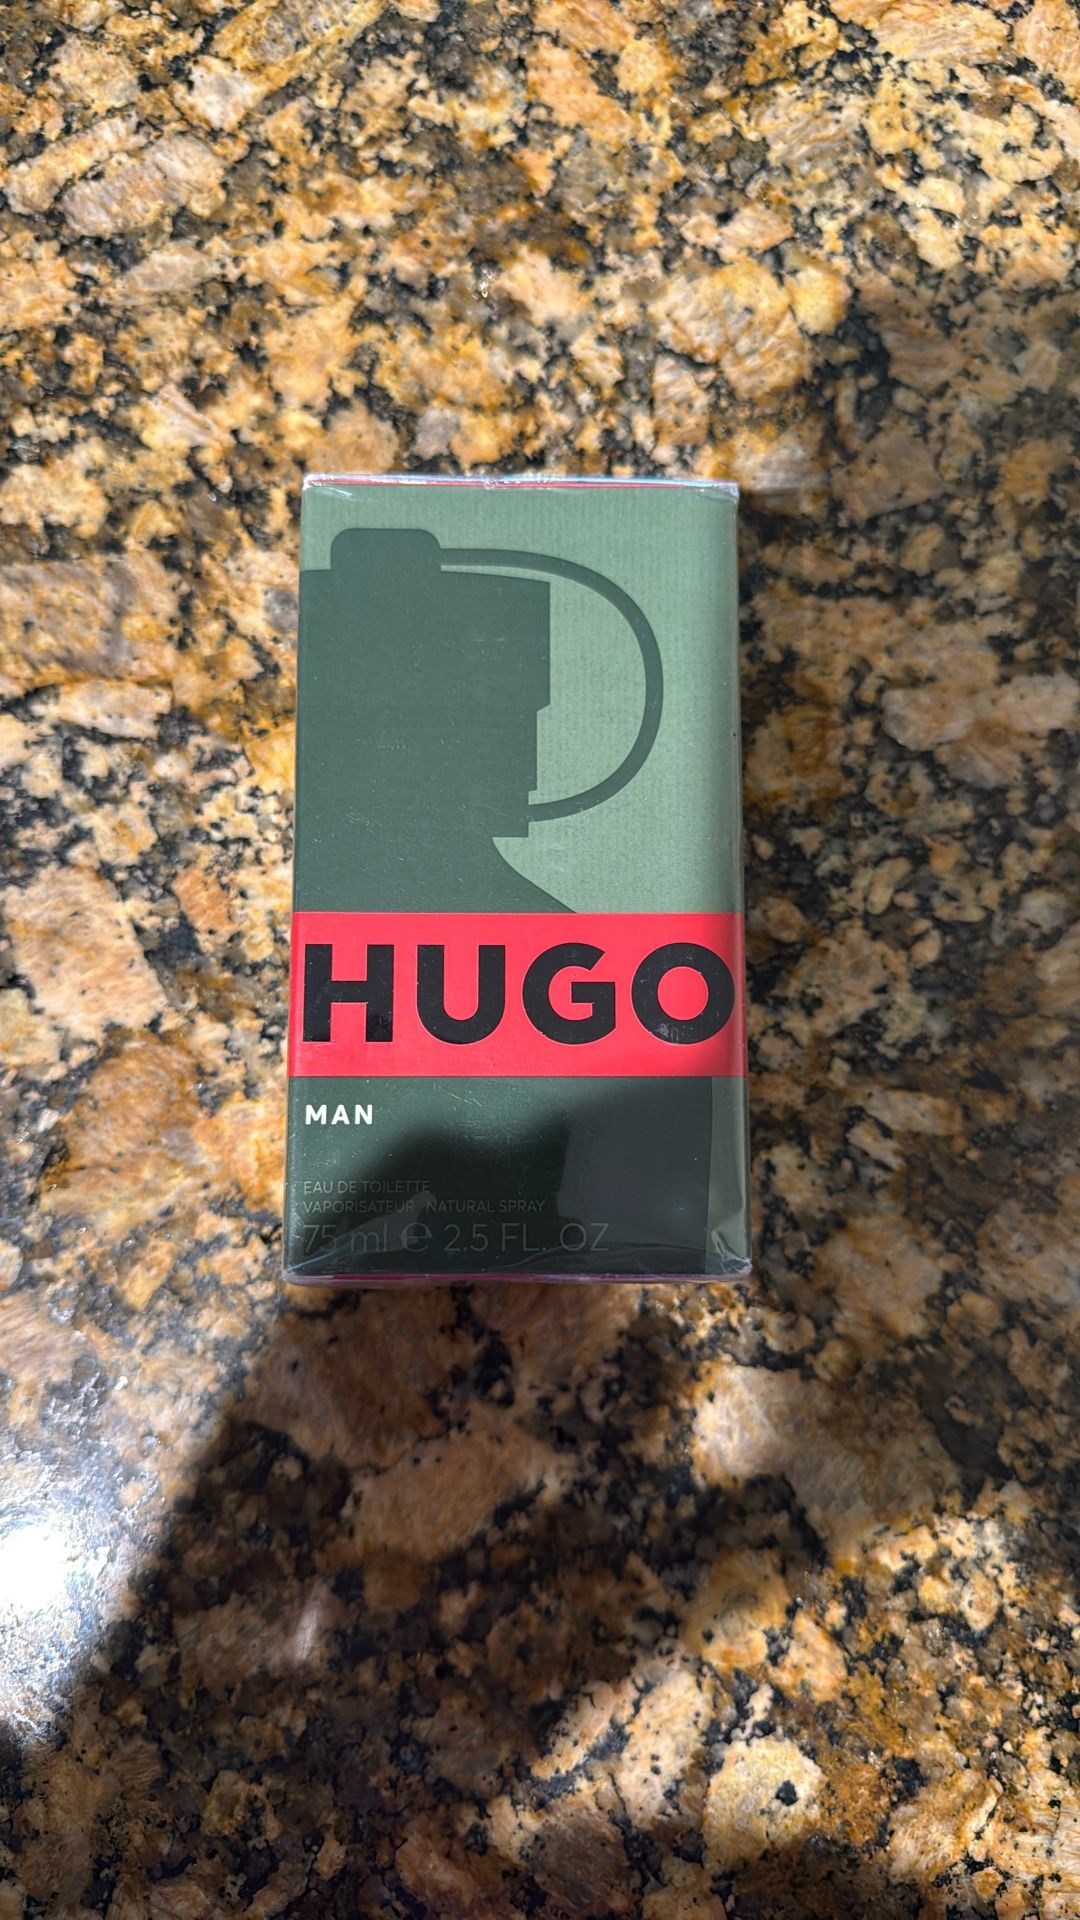 HUGO
MAN
EAU DE TOILETTE
VAPORISATEUR NATURAL SPRAY
75 ml ℮ 2.5 FL. OZ